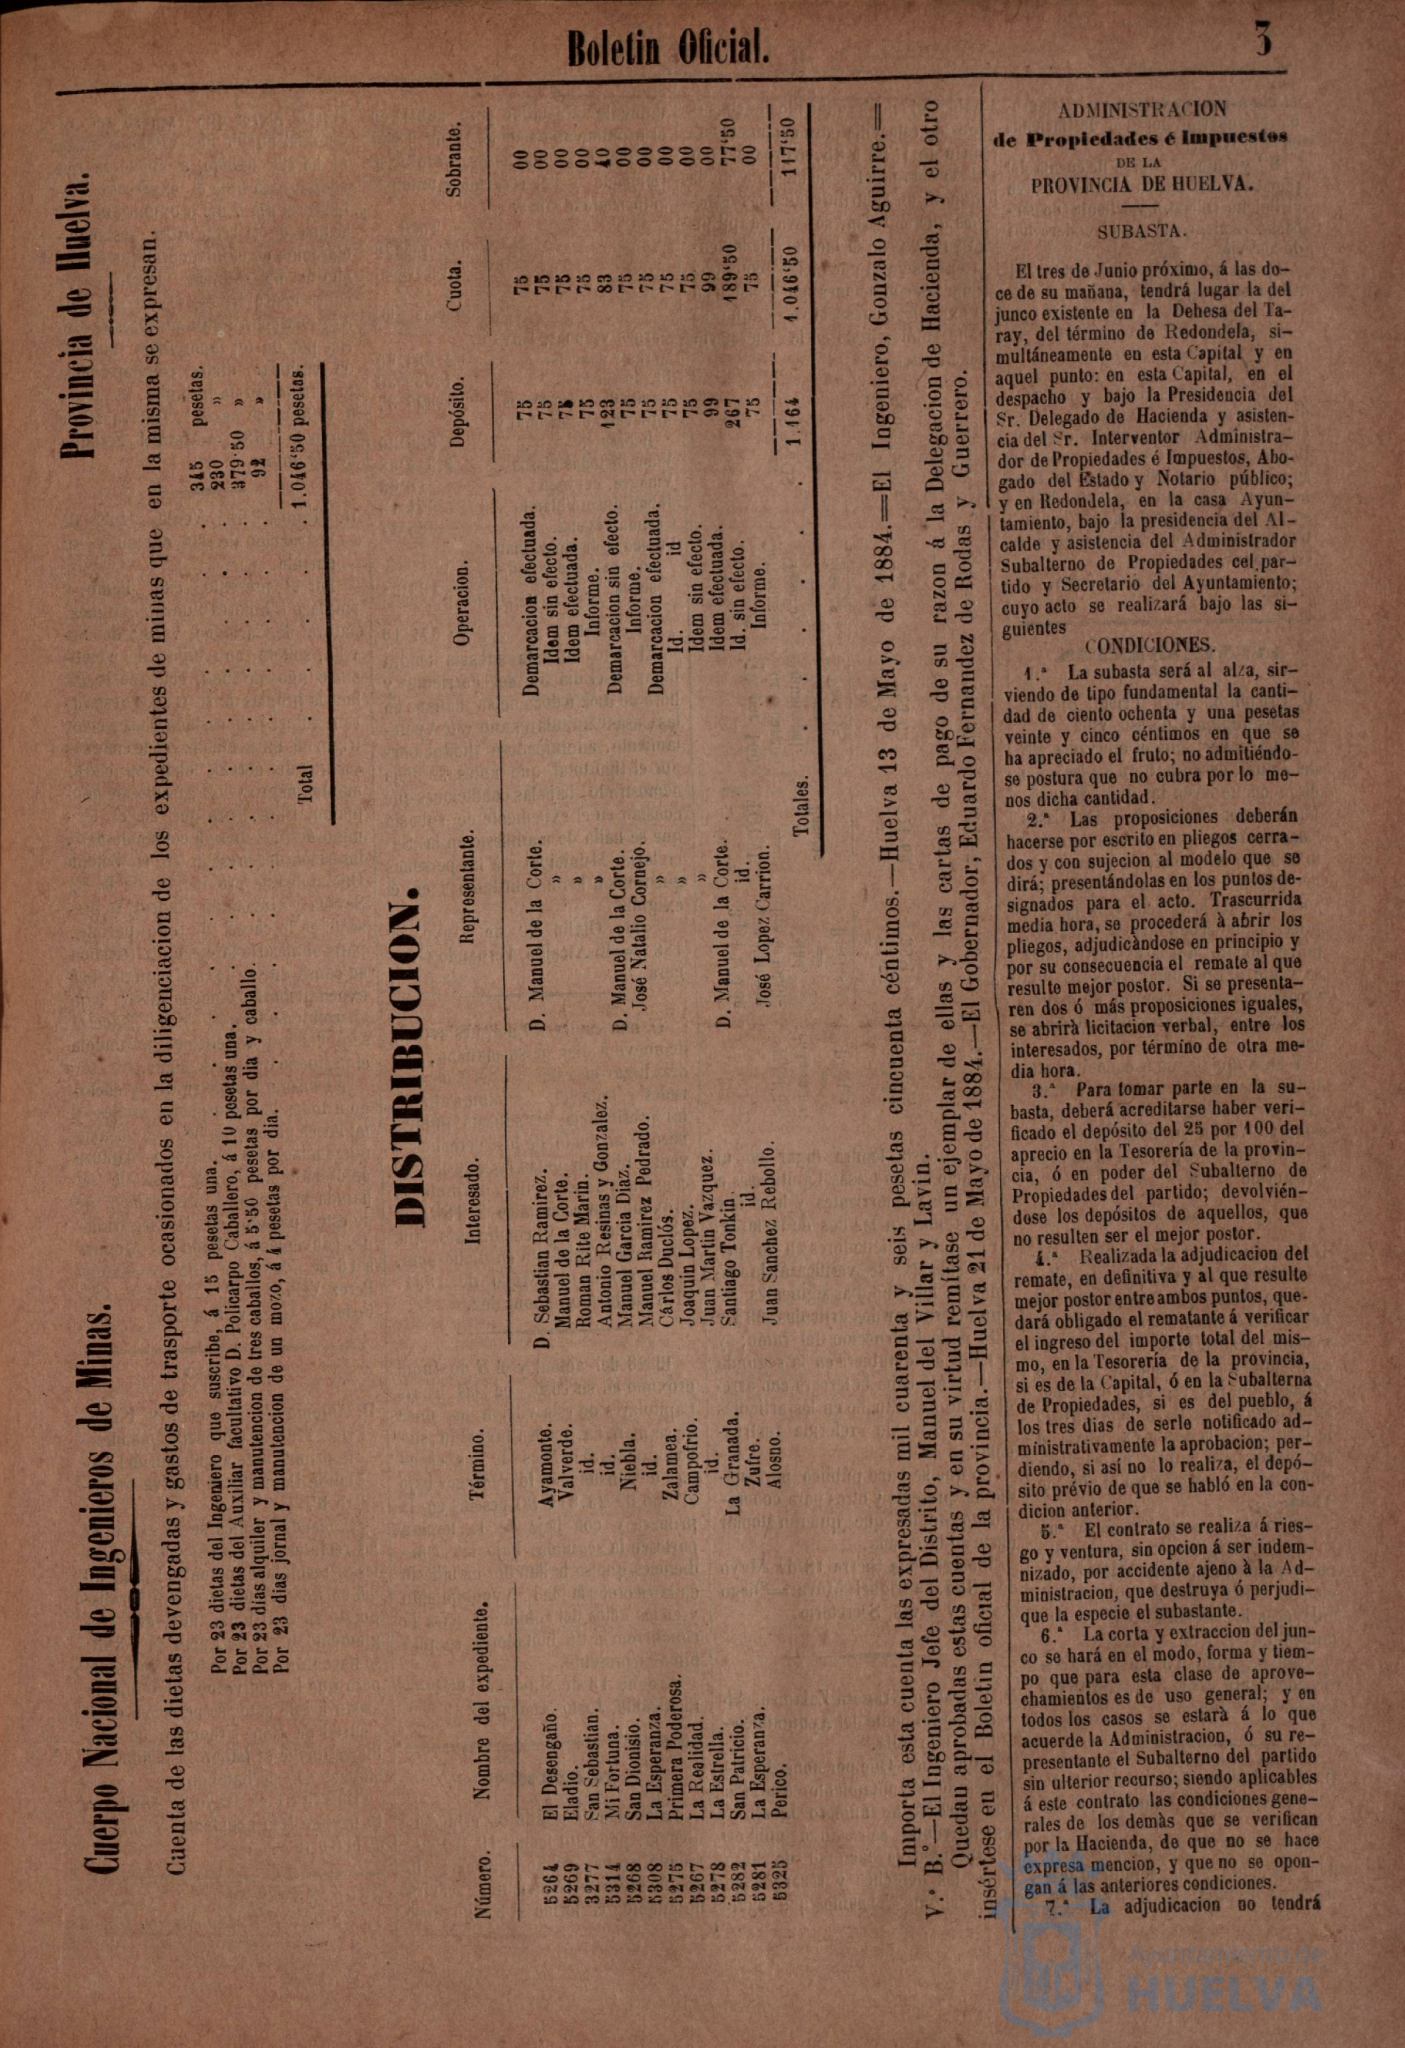 Boletin Oficial.
3
Cuerpo Nacional de Ingenieros de Minas.
Provincia de Huelva.
Cuenta de las dietas devengadas y gastos de trasporte ocasionados en la diligenciacion de los expedientes de minas que en la misma se expresan.
Por 23 dietas del Ingeniero que suscribe, á 15 pesetas una. . . . . . . . 345 pesetas.
Por 23 dietas del Auxiliar facultativo D. Policarpo Caballero, á 10 pesetas una. . . . . . . 230 »
Por 23 dias alquiler y manutencion de tres caballos, á 5'50 pesetas por dia y caballo. . . . . . . 379'50 »
Por 23 dias jornal y manutencion de un mozo, á 4 pesetas por dia. . . . . . . . 92 »
Total . . . 1.046'50 pesetas.
DISTRIBUCION.
Número. Nombre del expediente. Término. Interesado. Representante. Operacion. Depósito. Cuota. Sobrante.
5264 El Desengaño. Ayamonte. D. Sebastian Ramirez. D. Manuel de la Corte. Demarcacion efectuada. 75 75 00
5269 Eladio. Valverde. Manuel de la Corte. » Idem sin efecto. 75 75 00
3277 San Sebastian. id. Roman Rite Marin. » Idem efectuada. 75 75 00
5314 Mi Fortuna. id. Antonio Resinas y Gonzalez. » Informe. 75 75 00
5268 San Dionisio. Niebla. Manuel Garcia Diaz. D. Manuel de la Corte. Demarcacion sin efecto. 123 83 40
5308 La Esperanza. id. Manuel Ramirez Pedrado. José Natalio Cornejo. Informe. 75 75 00
5275 Primera Poderosa. Zalamea. Cárlos Duclós. » Demarcacion efectuada. 75 75 00
5267 La Realidad. Campofrio. Joaquin Lopez. » Id. id 75 75 00
5278 La Estrella. id. Juan Martin Vazquez. » Idem sin efecto. 75 75 00
5282 San Patricio. La Granada. Santiago Tonkin. D. Manuel de la Corte. Idem efectuada. 99 99 00
5281 La Esperanza. Zufre. id. id. Id. sin efecto. 267 189'50 77'50
5325 Perico. Alosno. Juan Sanchez Rebollo. José Lopez Carrion. Informe. 75 75 00
Totales. . . . . 1.164 1.046'50 117'50
Importa esta cuenta las expresadas mil cuarenta y seis pesetas cincuenta céntimos.—Huelva 13 de Mayo de 1884.=El Ingeniero, Gonzalo Aguirre.=
V.º B.º—El Ingeniero Jefe del Distrito, Manuel del Villar y Lavin.
Quedan aprobadas estas cuentas y en su virtud remítase un ejemplar de ellas y las cartas de pago de su razon á la Delegacion de Hacienda, y el otro
insértese en el Boletin oficial de la provincia.—Huelva 21 de Mayo de 1884.—El Gobernador, Eduardo Fernandez de Rodas y Guerrero.
ADMINISTRACION
de Propiedades é Impuestos
DE LA
PROVINCIA DE HUELVA.
SUBASTA.
El tres de Junio próximo, á las do-
ce de su mañana, tendrá lugar la del
junco existente en la Dehesa del Ta-
ray, del término de Redondela, si-
multáneamente en esta Capital y en
aquel punto: en esta Capital, en el
despacho y bajo la Presidencia del
Sr. Delegado de Hacienda y asisten-
cia del Sr. Interventor Administra-
dor de Propiedades é Impuestos, Abo-
gado del Estado y Notario público;
y en Redondela, en la casa Ayun-
tamiento, bajo la presidencia del Al-
calde y asistencia del Administrador
Subalterno de Propiedades cel par-
tido y Secretario del Ayuntamiento;
cuyo acto se realizará bajo las si-
guientes
CONDICIONES.
1.ª La subasta será al alza, sir-
viendo de tipo fundamental la canti-
dad de ciento ochenta y una pesetas
veinte y cinco céntimos en que se
ha apreciado el fruto; no admitiéndo-
se postura que no cubra por lo me-
nos dicha cantidad.
2.ª Las proposiciones deberán
hacerse por escrito en pliegos cerra-
dos y con sujecion al modelo que se
dirá; presentándolas en los puntos de-
signados para el acto. Trascurrida
media hora, se procederá à abrir los
pliegos, adjudicàndose en principio y
por su consecuencia el remate al que
resulte mejor postor. Si se presenta-
ren dos ó más proposiciones iguales,
se abrirà licitacion verbal, entre los
interesados, por término de otra me-
dia hora.
3.ª Para tomar parte en la su-
basta, deberá acreditarse haber veri-
ficado el depósito del 25 por 100 del
aprecio en la Tesorería de la provin-
cia, ó en poder del Subalterno de
Propiedades del partido; devolvién-
dose los depósitos de aquellos, que
no resulten ser el mejor postor.
4.ª Realizada la adjudicacion del
remate, en definitiva y al que resulte
mejor postor entre ambos puntos, que-
dará obligado el rematante á verificar
el ingreso del importe total del mis-
mo, en la Tesorería de la provincia,
si es de la Capital, ó en la Subalterna
de Propiedades, si es del pueblo, á
los tres dias de serle notificado ad-
ministrativamente la aprobacion; per-
diendo, si así no lo realiza, el depó-
sito prévio de que se habló en la con-
dicion anterior.
5.ª El contrato se realiza á ries-
go y ventura, sin opcion á ser indem-
nizado, por accidente ajeno à la Ad-
ministracion, que destruya ó perjudi-
que la especie el subastante.
6.ª La corta y extraccion del jun-
co se hará en el modo, forma y tiem-
po que para esta clase de aprove-
chamientos es de uso general; y en
todos los casos se estarà á lo que
acuerde la Administracion, ó su re-
presentante el Subalterno del partido
sin ulterior recurso; siendo aplicables
á este contrato las condiciones gene-
rales de los demàs que se verifican
por la Hacienda, de que no se hace
expresa mencion, y que no se opon-
gan á las anteriores condiciones.
7.ª La adjudicacion no tendrá
Ayuntamiento de
HUELVA